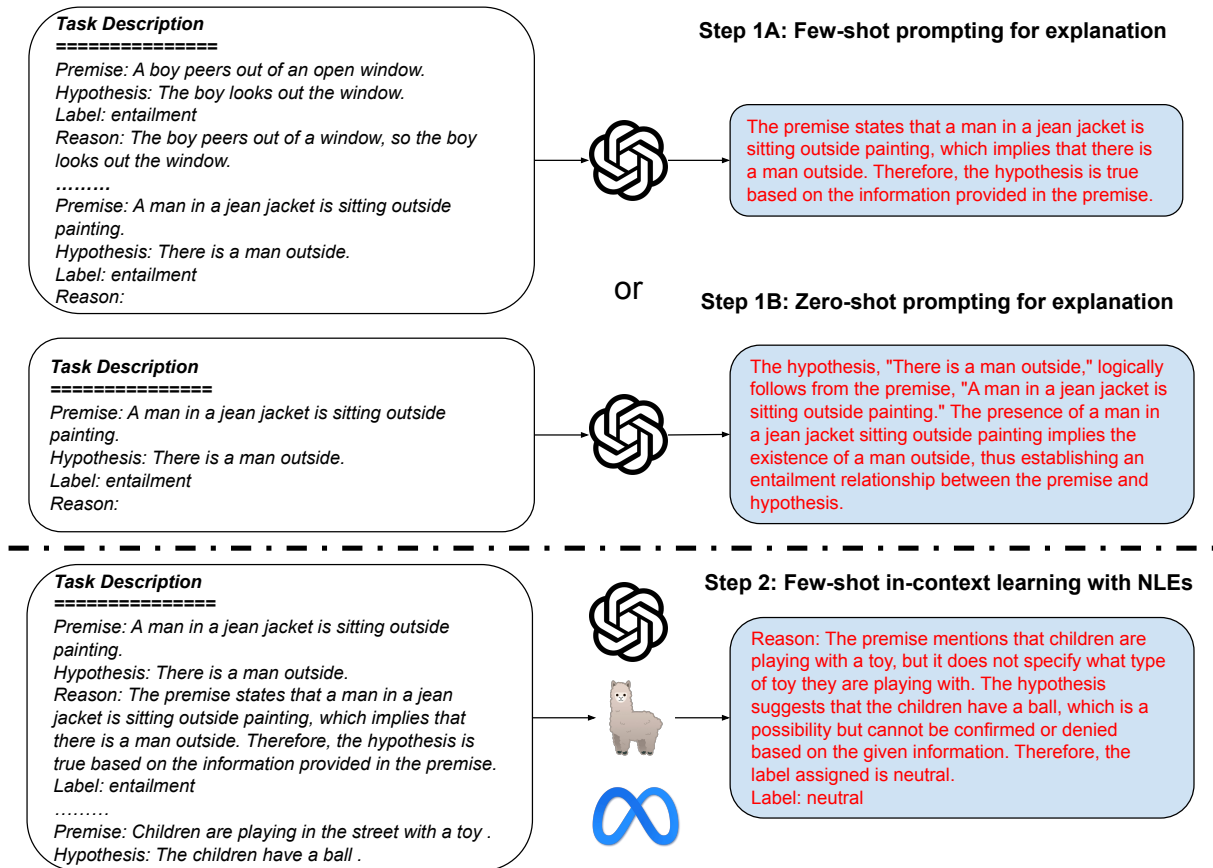 Task Description
===============
Premise: A boy peers out of an open window.
Hypothesis: The boy looks out the window.
Label: entailment
Reason: The boy peers out of a window, so the boy
looks out the window.
.........
Premise: A man in a jean jacket is sitting outside
painting.
Hypothesis: There is a man outside.
Label: entailment
Reason:
Step 1A: Few-shot prompting for explanation
The premise states that a man in a jean jacket is
sitting outside painting, which implies that there is
a man outside. Therefore, the hypothesis is true
based on the information provided in the premise.
or
Step 1B: Zero-shot prompting for explanation
Task Description
===============
Premise: A man in a jean jacket is sitting outside
painting.
Hypothesis: There is a man outside.
Label: entailment
Reason:
The hypothesis, "There is a man outside," logically
follows from the premise, "A man in a jean jacket is
sitting outside painting." The presence of a man in
a jean jacket sitting outside painting implies the
existence of a man outside, thus establishing an
entailment relationship between the premise and
hypothesis.
Task Description
===============
Premise: A man in a jean jacket is sitting outside
painting.
Hypothesis: There is a man outside.
Reason: The premise states that a man in a jean
jacket is sitting outside painting, which implies that
there is a man outside. Therefore, the hypothesis is
true based on the information provided in the premise.
Label: entailment
.........
Premise: Children are playing in the street with a toy .
Hypothesis: The children have a ball .
Step 2: Few-shot in-context learning with NLEs
Reason: The premise mentions that children are
playing with a toy, but it does not specify what type
of toy they are playing with. The hypothesis
suggests that the children have a ball, which is a
possibility but cannot be confirmed or denied
based on the given information. Therefore, the
label assigned is neutral.
Label: neutral